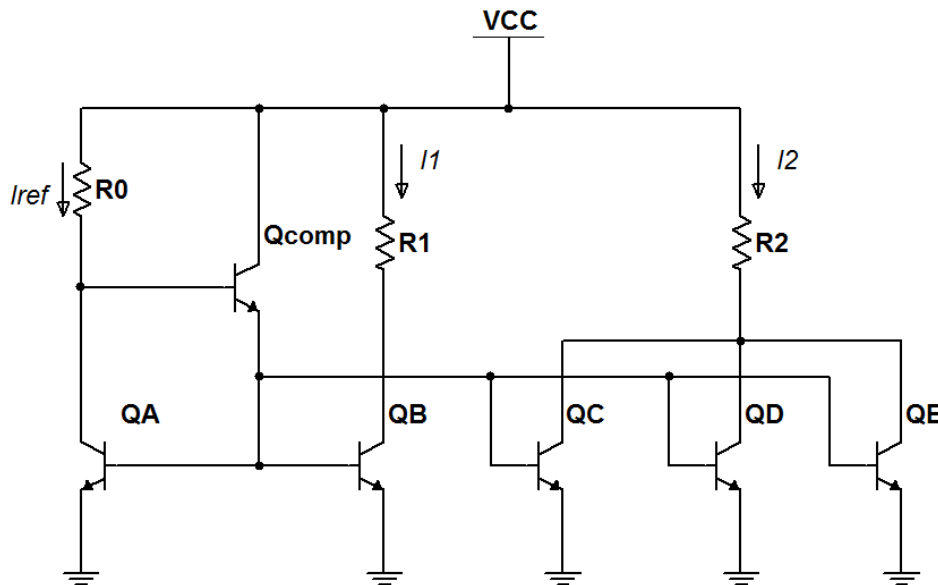 VCC
Iref
R0
Qcomp
I1
R1
I2
R2
QA
QB
QC
QD
QE